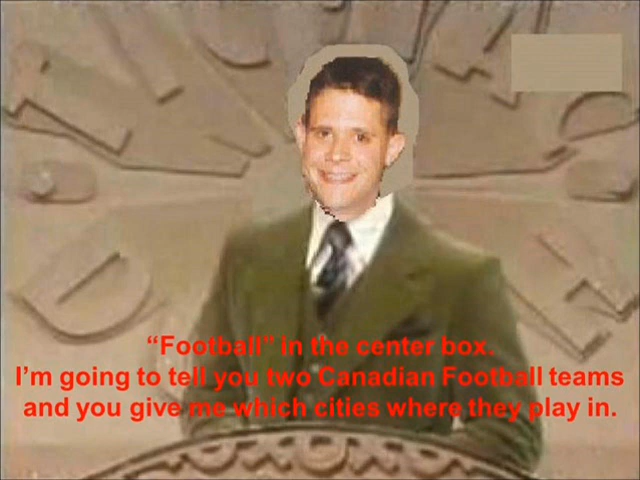 “Football” in the center box.
I’m going to tell you two Canadian Football teams
and you give me which cities where they play in.